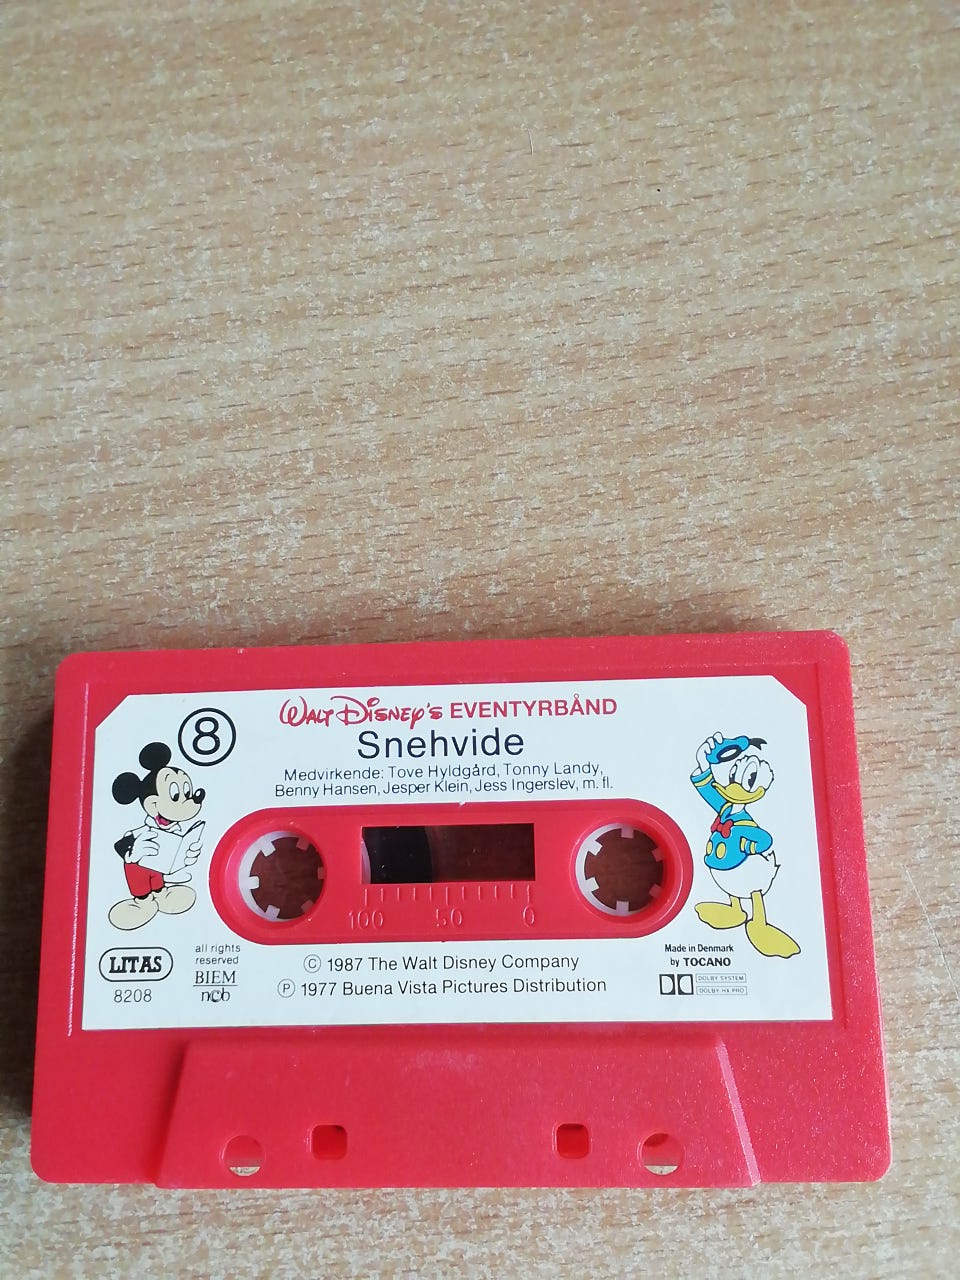 8
WALT DISNEY'S EVENTYRBÅND
Snehvide
Medvirkende: Tove Hyldgård, Tonny Landy,
Benny Hansen, Jesper Klein, Jess Ingerslev, m. fl.
100 50 0
LITAS
8208
all rights
reserved
BIEM
ncb
© 1987 The Walt Disney Company
℗ 1977 Buena Vista Pictures Distribution
Made in Denmark
by TOCANO
DOLBY SYSTEM
DOLBY HX PRO